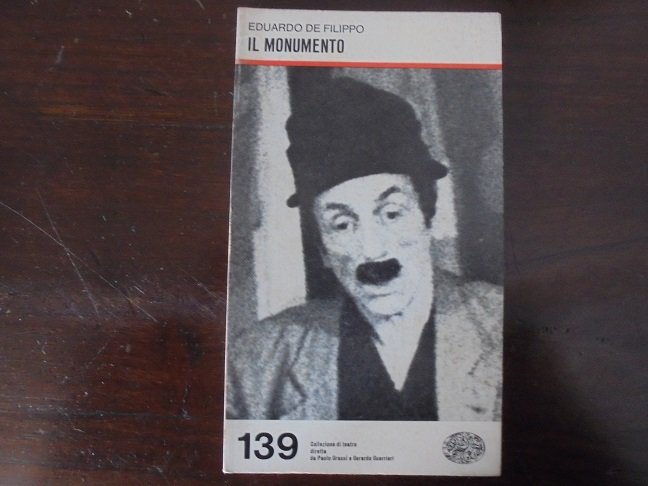 EDUARDO DE FILIPPO
IL MONUMENTO
139
Collezione di teatro
diretta
da Paolo Grassi e Gerardo Guerrieri